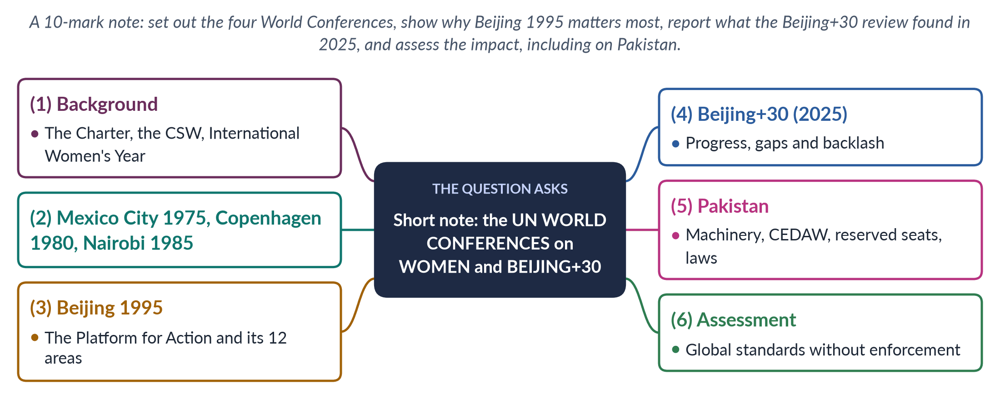 A 10-mark note: set out the four World Conferences, show why Beijing 1995 matters most, report what the Beijing+30 review found in
2025, and assess the impact, including on Pakistan.
(1) Background
• The Charter, the CSW, International
Women's Year
(2) Mexico City 1975, Copenhagen
1980, Nairobi 1985
(3) Beijing 1995
• The Platform for Action and its 12
areas
THE QUESTION ASKS
Short note: the UN WORLD
CONFERENCES on
WOMEN and BEIJING+30
(4) Beijing+30 (2025)
• Progress, gaps and backlash
(5) Pakistan
• Machinery, CEDAW, reserved seats,
laws
(6) Assessment
• Global standards without enforcement